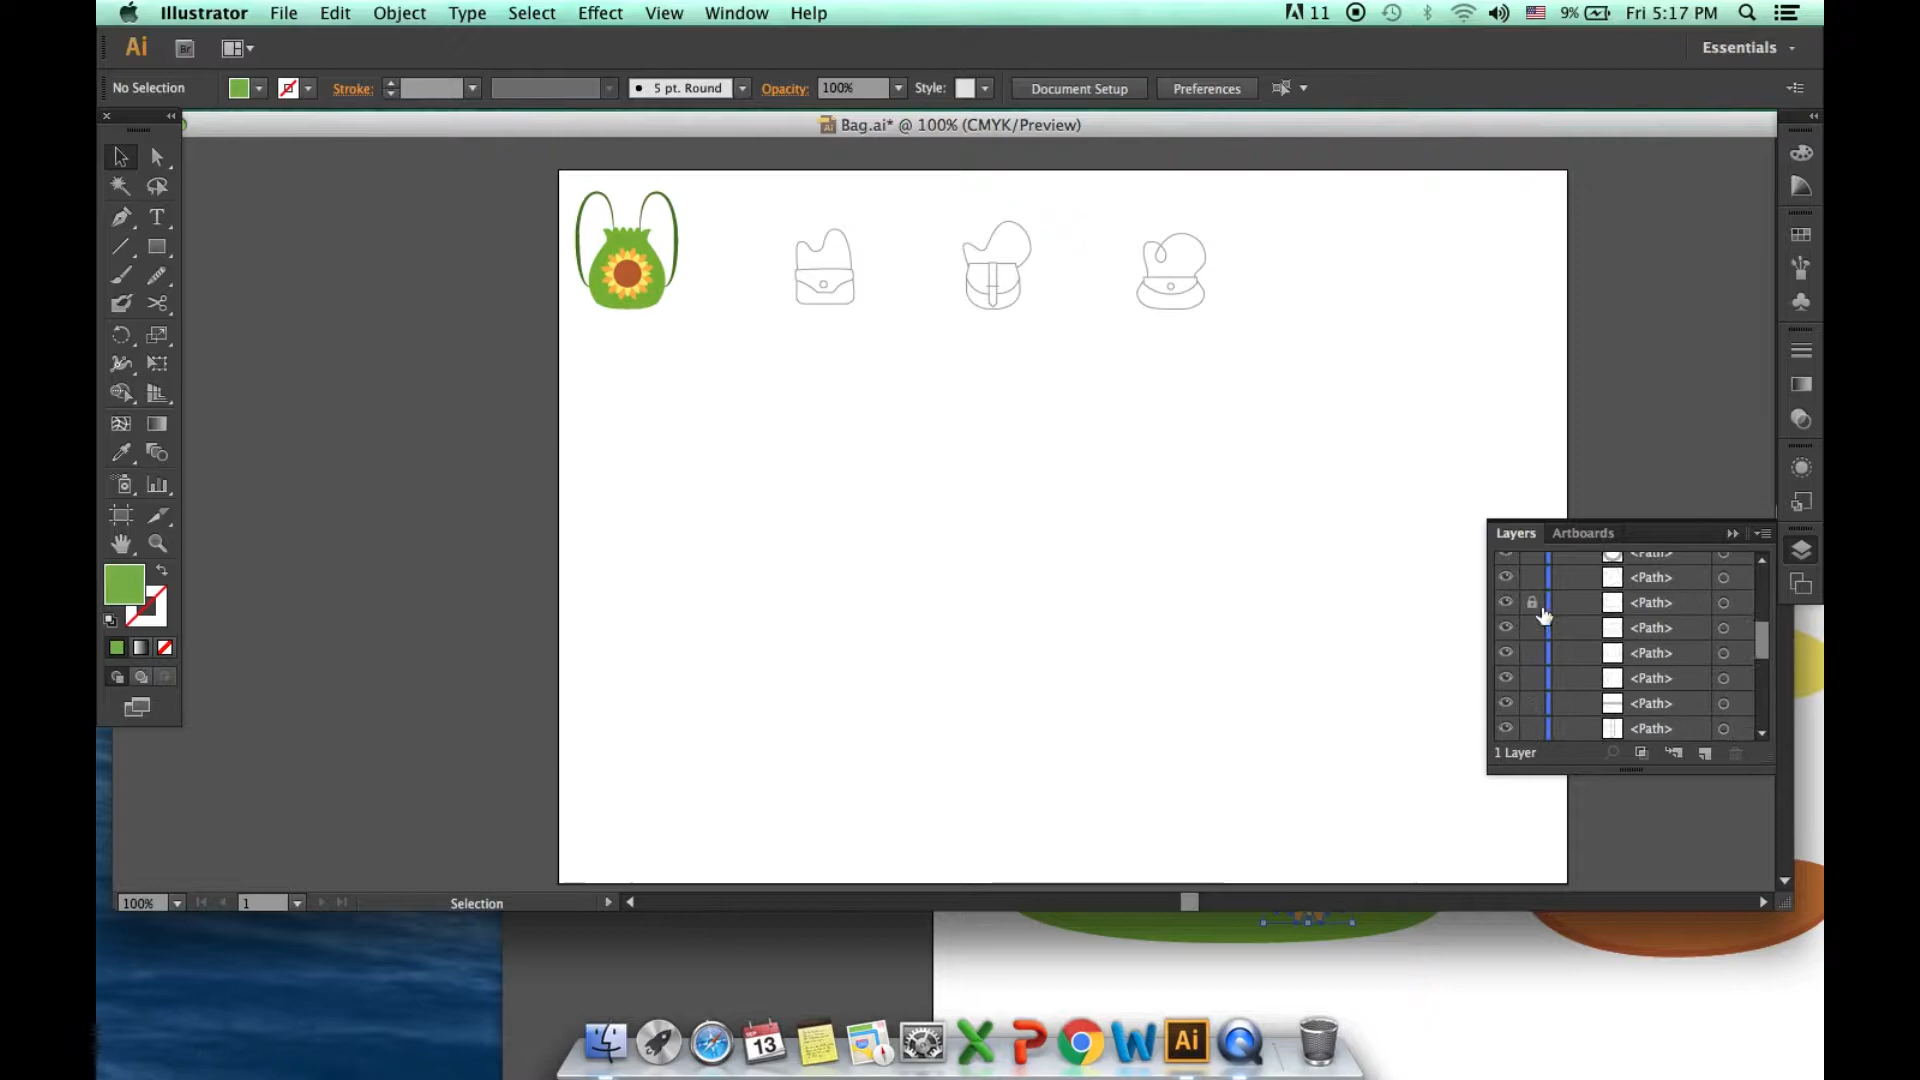 Illustrator File Edit Object Type Select Effect View Window Help
11 9% Fri 5:17 PM
Ai Br Essentials
No Selection Stroke: 5 pt. Round Opacity: 100% Style: Document Setup Preferences
Bag.ai* @ 100% (CMYK/Preview)
T
Layers Artboards
<Path>
<Path>
<Path>
<Path>
<Path>
<Path>
<Path>
<Path>
1 Layer
100% 1 Selection
13 X P W Ai